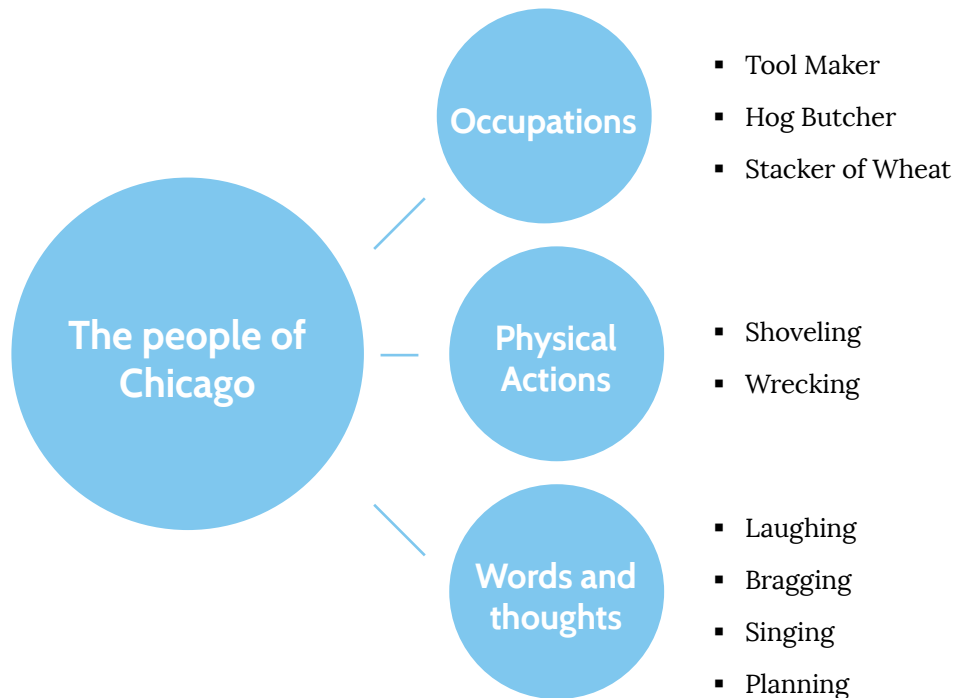 The people of
Chicago
Occupations
▪ Tool Maker
▪ Hog Butcher
▪ Stacker of Wheat
Physical
Actions
▪ Shoveling
▪ Wrecking
Words and
thoughts
▪ Laughing
▪ Bragging
▪ Singing
▪ Planning